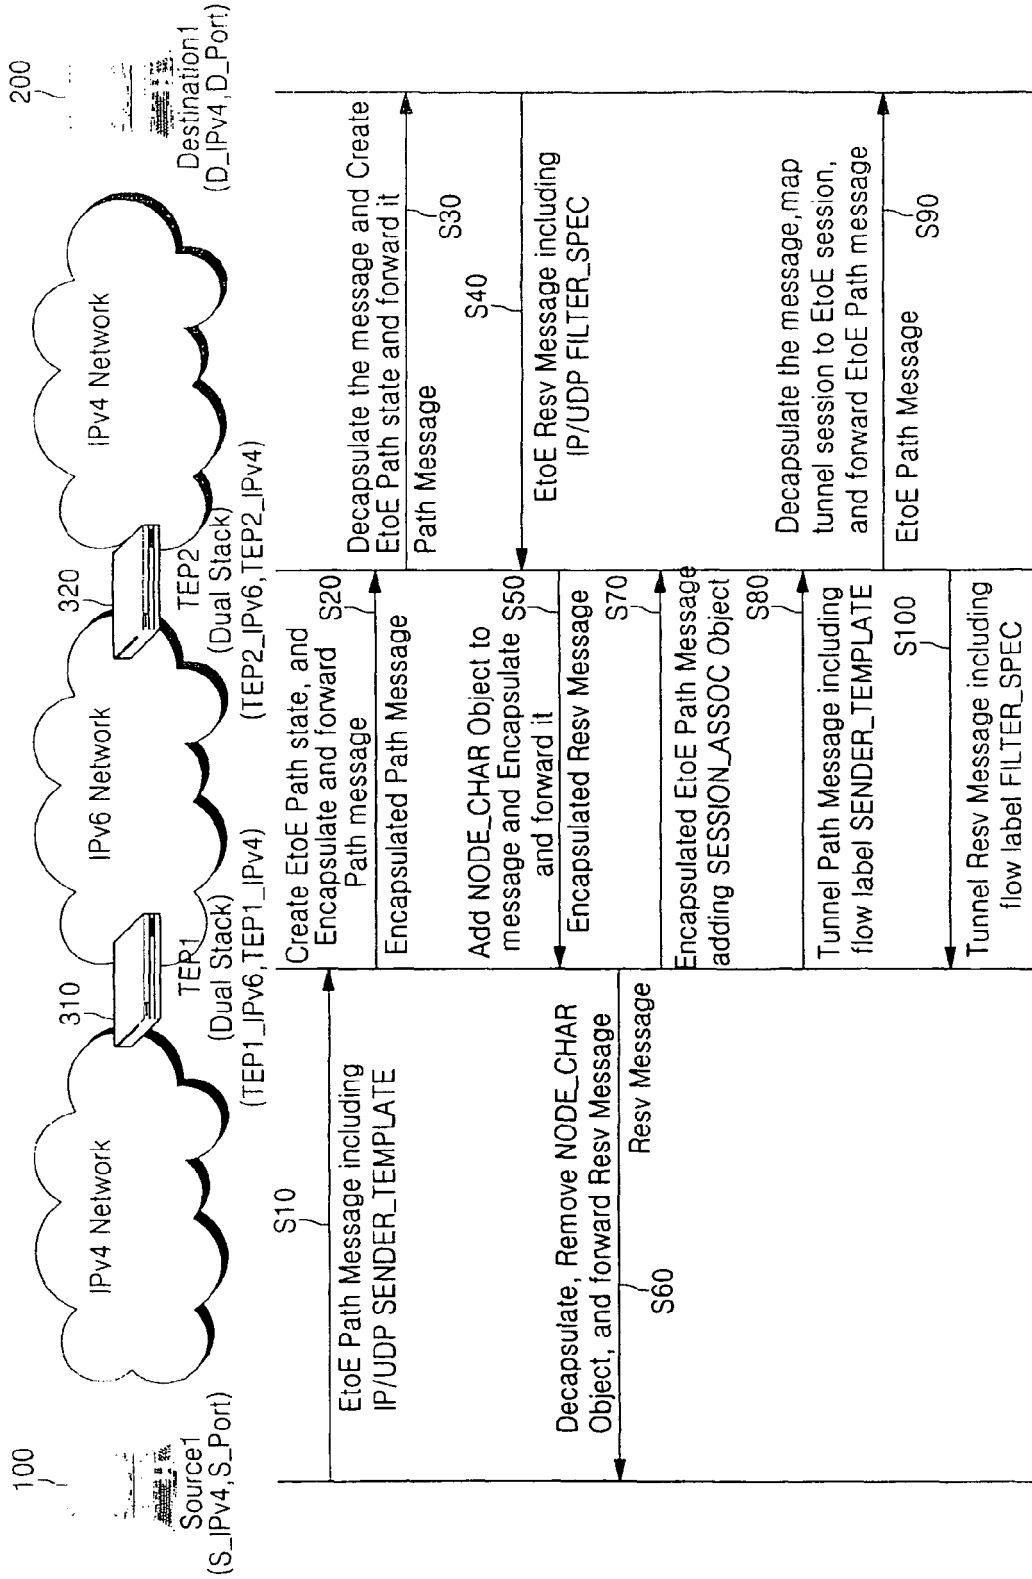 100
Source1
(S_IPv4,S_Port)
IPv4 Network
310
TEP1
(Dual Stack)
(TEP1_IPv6,TEP1_IPv4)
IPv6 Network
320
TEP2
(Dual Stack)
(TEP2_IPv6,TEP2_IPv4)
IPv4 Network
200
Destination1
(D_IPv4,D_Port)
S10
EtoE Path Message including
IP/UDP SENDER_TEMPLATE
Create EtoE Path state, and
Encapsulate and forward
Path message
S20
Encapsulated Path Message
Decapsulate the message and Create
EtoE Path state and forward it
Path Message
S30
S40
EtoE Resv Message including
IP/UDP FILTER_SPEC
Add NODE_CHAR Object to
message and Encapsulate
and forward it
S50
Encapsulated Resv Message
Decapsulate, Remove NODE_CHAR
Object, and forward Resv Message
Resv Message
S60
S70
Encapsulated EtoE Path Message
adding SESSION_ASSOC Object
S80
Tunnel Path Message including
flow label SENDER_TEMPLATE
Decapsulate the message,map
tunnel session to EtoE session,
and forward EtoE Path message
EtoE Path Message
S90
S100
Tunnel Resv Message including
flow label FILTER_SPEC